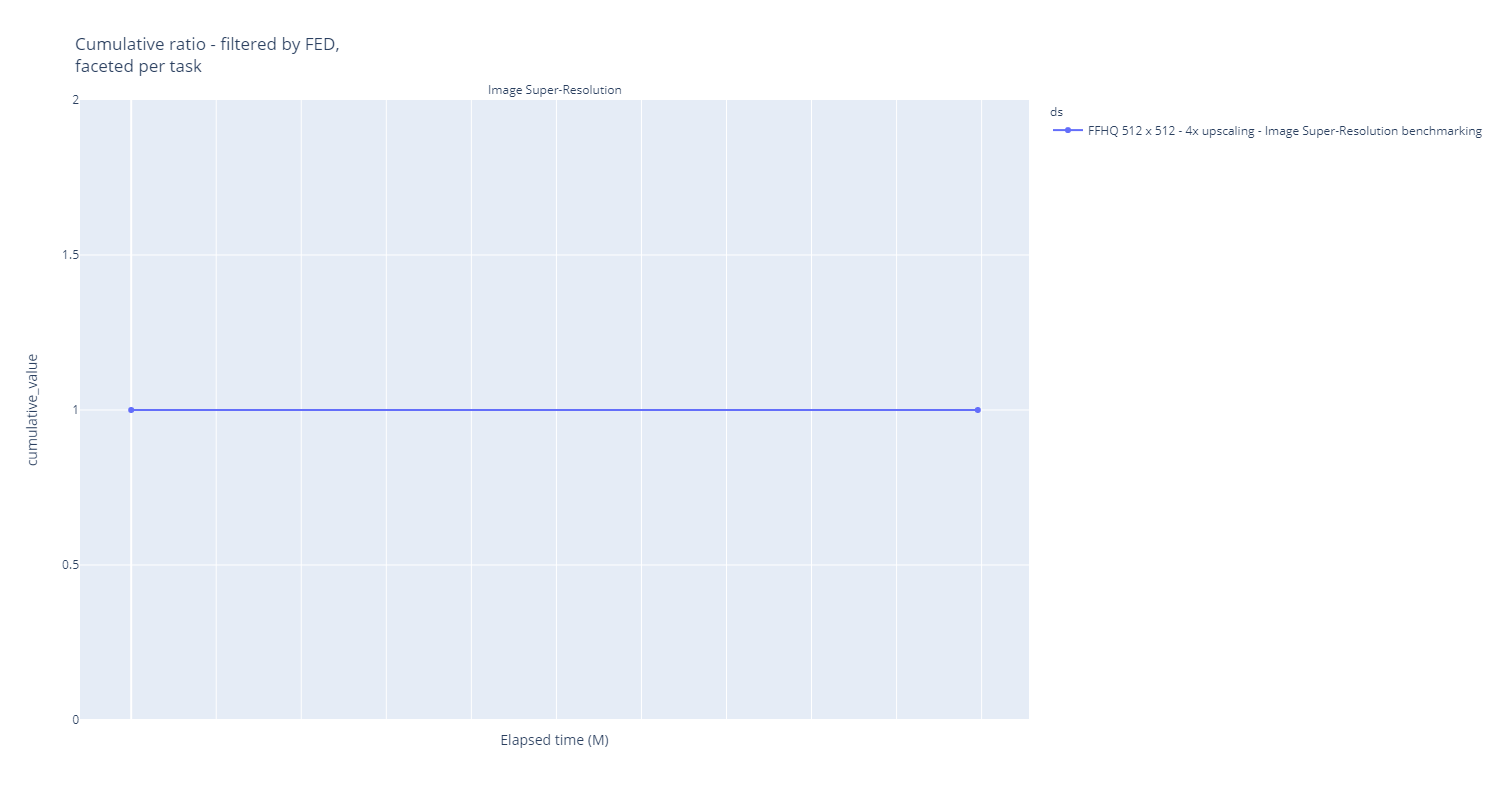 Cumulative ratio - filtered by FED,
faceted per task
Image Super-Resolution
2
1.5
1
0.5
0
cumulative_value
Elapsed time (M)
ds
FFHQ 512 x 512 - 4x upscaling - Image Super-Resolution benchmarking